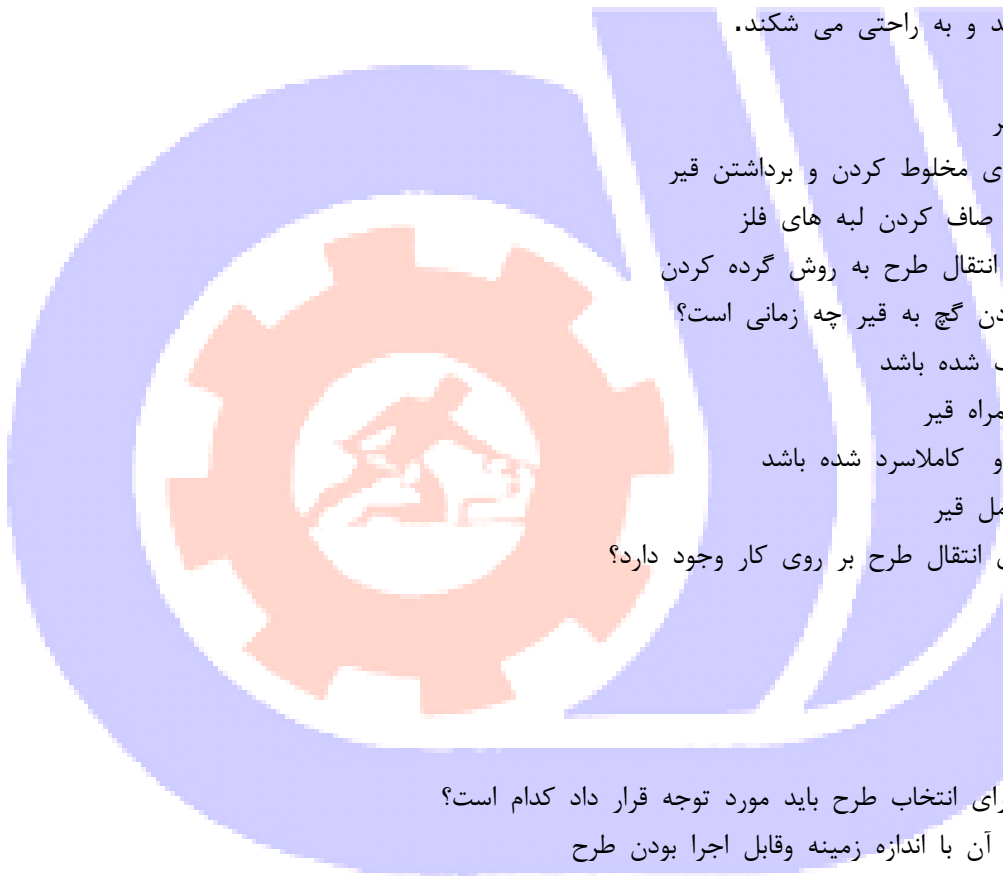 د و به راحتی می شکند.
ر
ی مخلوط کردن و برداشتن قیر
صاف کردن لبه های فلز
انتقال طرح به روش گرده کردن
دن گچ به قیر چه زمانی است؟
شده باشد
مراه قیر
و کاملاسرد شده باشد
مل قیر
انتقال طرح بر روی کار وجود دارد؟
رای انتخاب طرح باید مورد توجه قرار داد کدام است؟
آن با اندازه زمینه وقابل اجرا بودن طرح